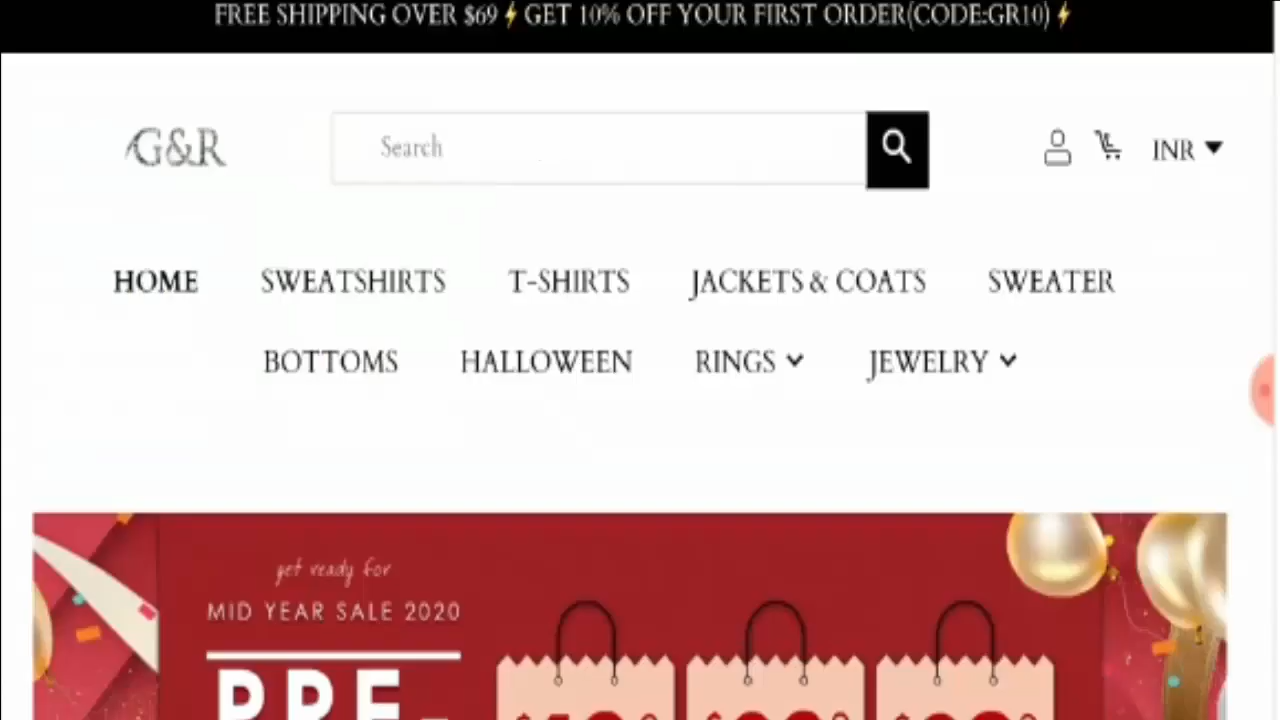 FREE SHIPPING OVER $69⚡GET 10% OFF YOUR FIRST ORDER(CODE:GR10)⚡
G&R
Search
INR
HOME SWEATSHIRTS T-SHIRTS JACKETS & COATS SWEATER
BOTTOMS HALLOWEEN RINGS JEWELRY
get ready for
MID YEAR SALE 2020
PRE-